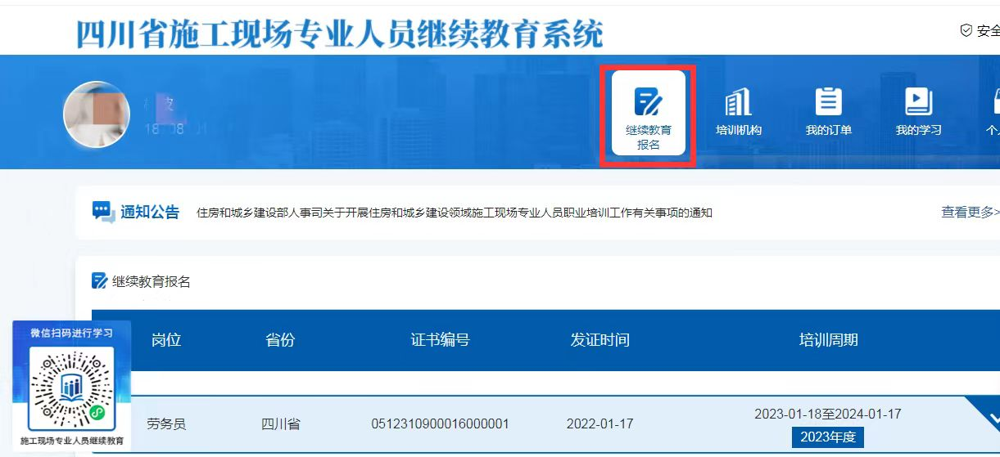 四川省施工现场专业人员继续教育系统
安全
继续教育
报名
培训机构
我的订单
我的学习
个人
通知公告
住房和城乡建设部人事司关于开展住房和城乡建设领域施工现场专业人员职业培训工作有关事项的通知
查看更多>
继续教育报名
微信扫码进行学习
岗位
省份
证书编号
发证时间
培训周期
劳务员
四川省
0512310900016000001
2022-01-17
2023-01-18至2024-01-17
2023年度
施工现场专业人员继续教育